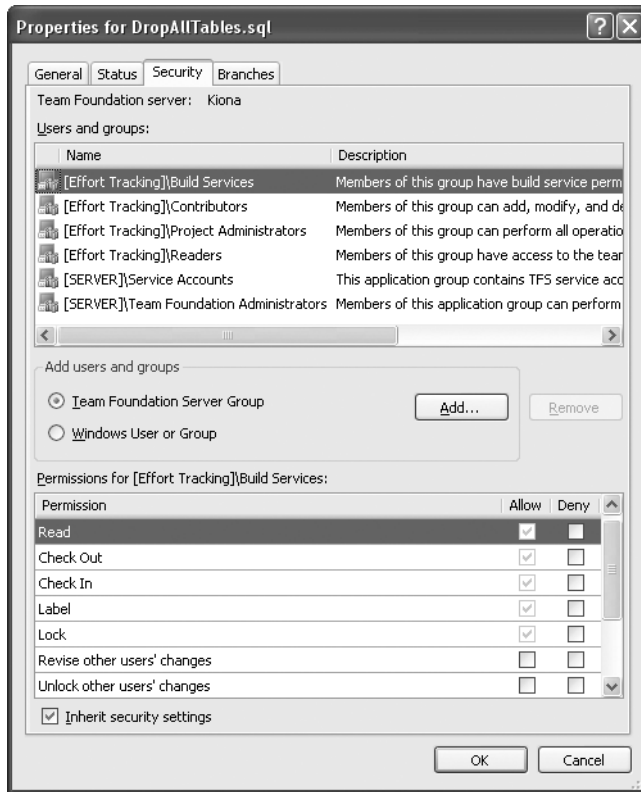 Properties for DropAllTables.sql
General Status Security Branches
Team Foundation server: Kiona
Users and groups:
Name Description
[Effort Tracking]\Build Services Members of this group have build service perm
[Effort Tracking]\Contributors Members of this group can add, modify, and de
[Effort Tracking]\Project Administrators Members of this group can perform all operatio
[Effort Tracking]\Readers Members of this group have access to the tear
[SERVER]\Service Accounts This application group contains TFS service acc
[SERVER]\Team Foundation Administrators Members of this application group can perform
Add users and groups
Team Foundation Server Group
Add... Remove
Windows User or Group
Permissions for [Effort Tracking]\Build Services:
Permission Allow Deny
Read
Check Out
Check In
Label
Lock
Revise other users' changes
Unlock other users' changes
Inherit security settings
OK Cancel